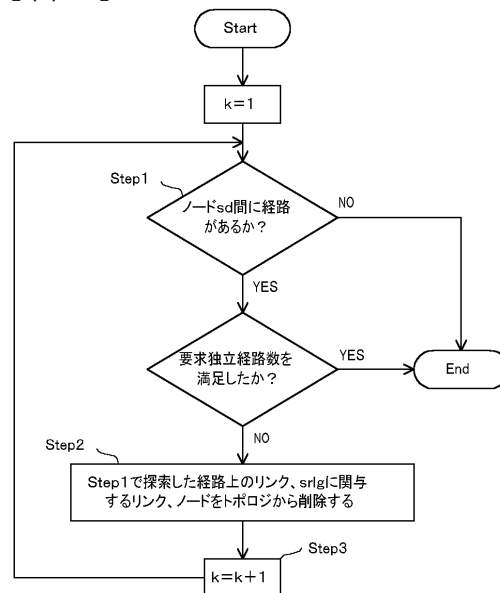 Start
k=1
Step1
ノードsd間に経路
があるか?
NO
YES
要求独立経路数を
満足したか?
YES
End
NO
Step2
Step1で探索した経路上のリンク、srlgに関与
するリンク、ノードをトポロジから削除する
Step3
k=k+1